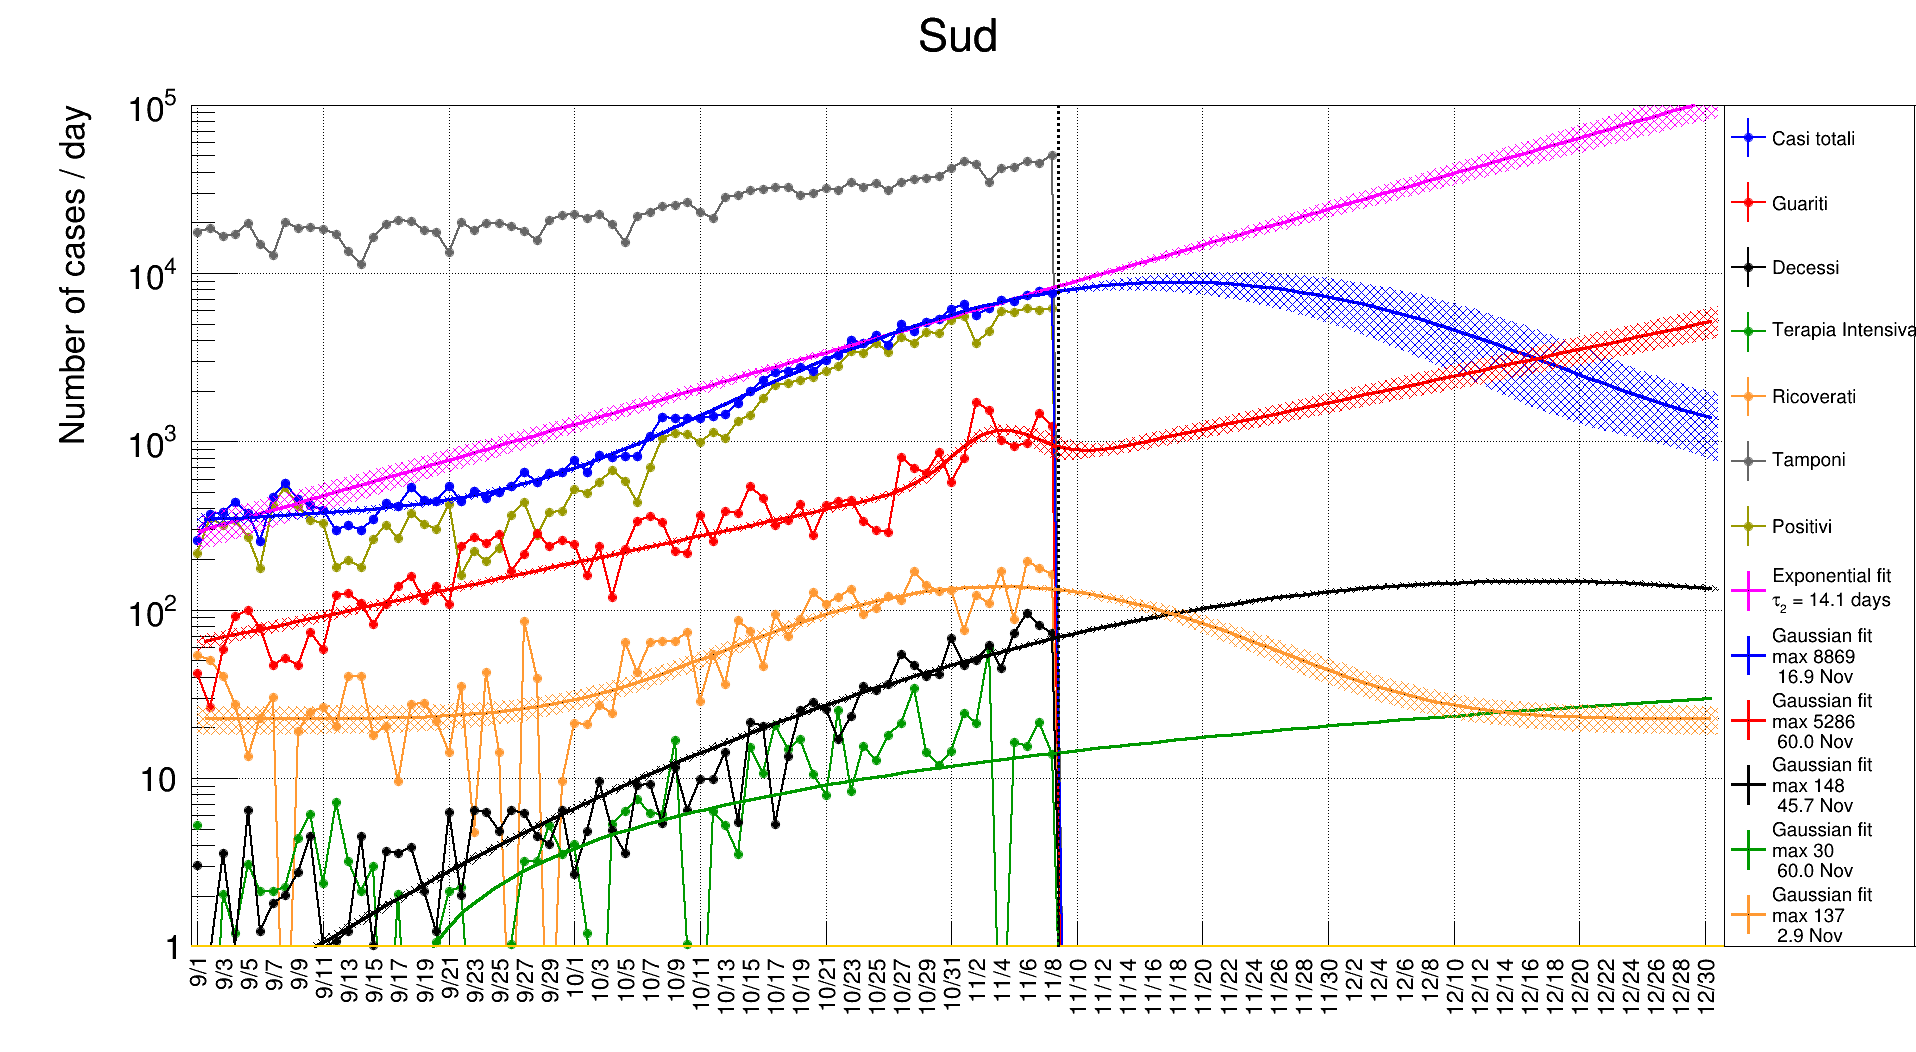 Sud
Number of cases / day
10^5
10^4
10^3
10^2
10
1
9/1
9/3
9/5
9/7
9/9
9/11
9/13
9/15
9/17
9/19
9/21
9/23
9/25
9/27
9/29
10/1
10/3
10/5
10/7
10/9
10/11
10/13
10/15
10/17
10/19
10/21
10/23
10/25
10/27
10/29
10/31
11/2
11/4
11/6
11/8
11/10
11/12
11/14
11/16
11/18
11/20
11/22
11/24
11/26
11/28
11/30
12/2
12/4
12/6
12/8
12/10
12/12
12/14
12/16
12/18
12/20
12/22
12/24
12/26
12/28
12/30
Casi totali
Guariti
Decessi
Terapia Intensiva
Ricoverati
Tamponi
Positivi
Exponential fit
τ₂ = 14.1 days
Gaussian fit
max 8869
16.9 Nov
Gaussian fit
max 5286
60.0 Nov
Gaussian fit
max 148
45.7 Nov
Gaussian fit
max 30
60.0 Nov
Gaussian fit
max 137
2.9 Nov